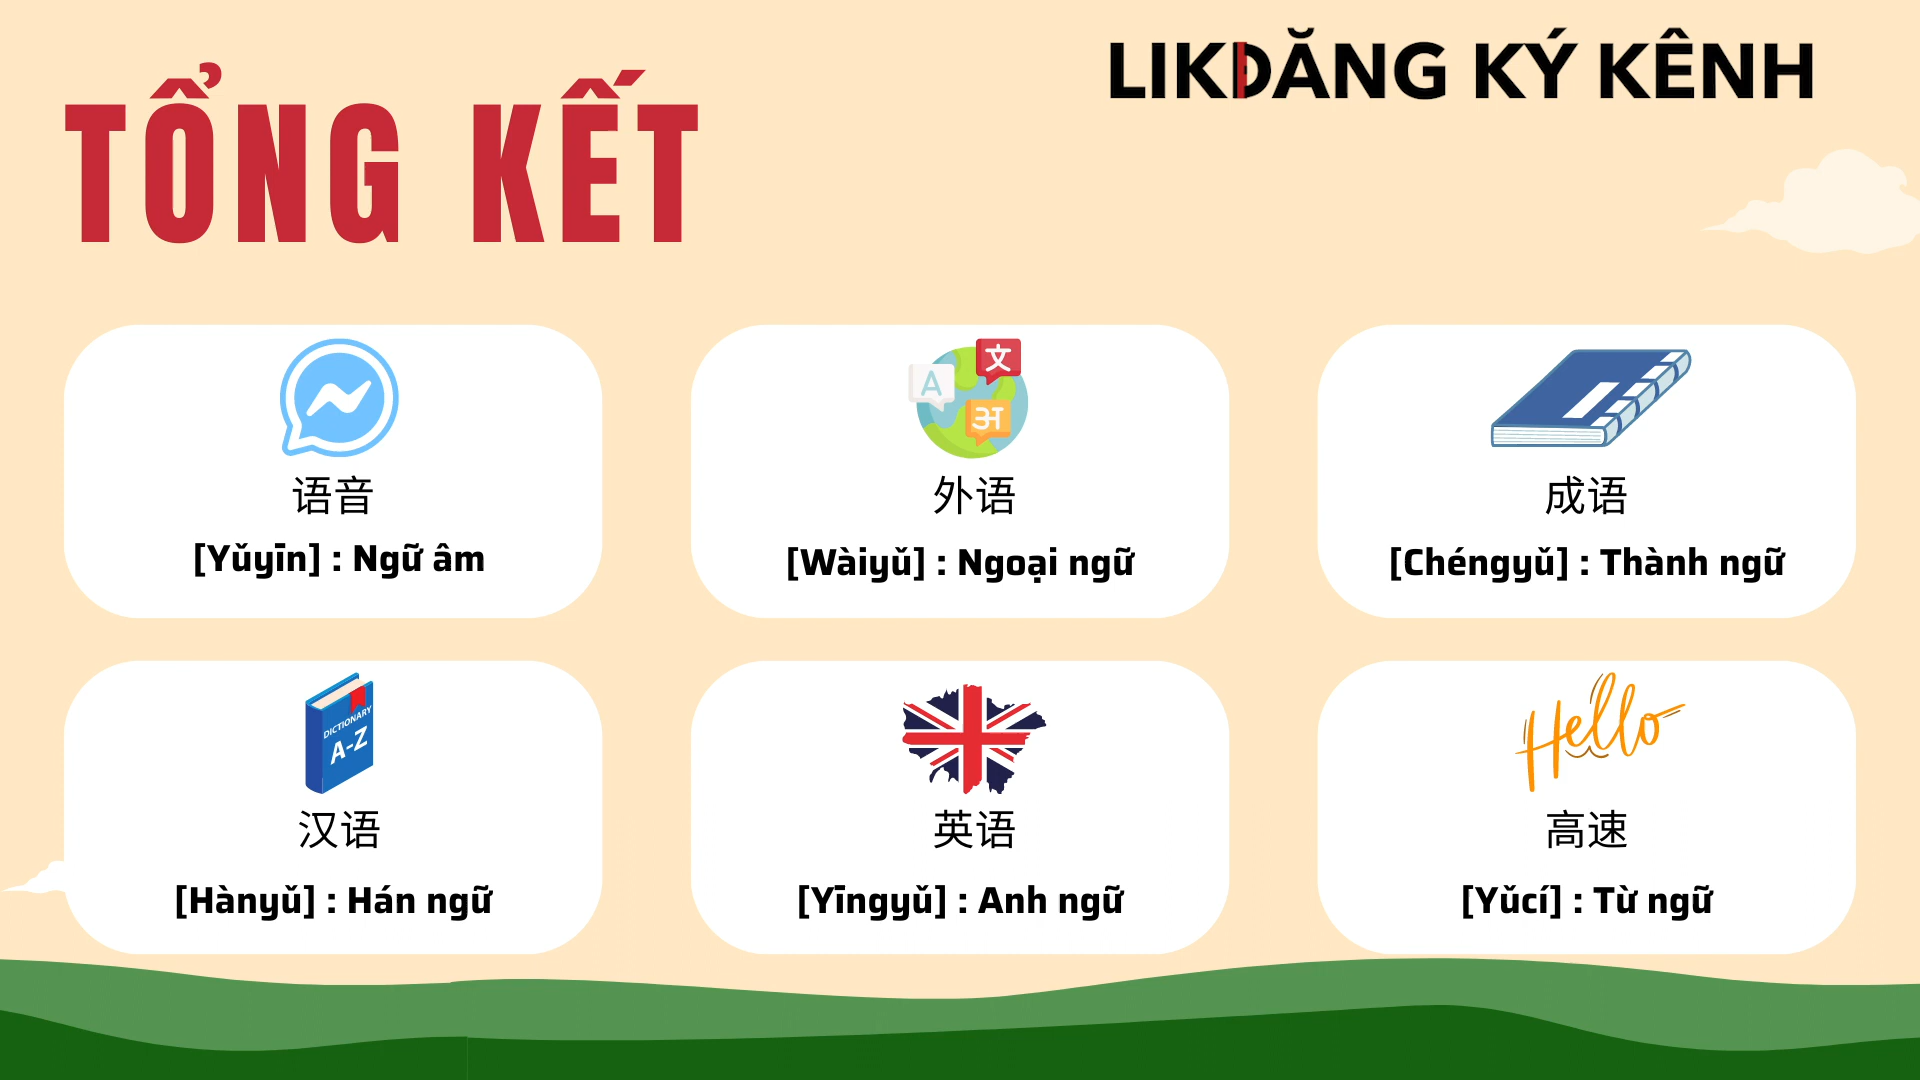 LIKĐĂNG KÝ KÊNH
TỔNG KẾT
A
文
अ
语音
[Yǔyīn] : Ngữ âm
外语
[Wàiyǔ] : Ngoại ngữ
成语
[Chéngyǔ] : Thành ngữ
DICTIONARY
A-Z
汉语
[Hànyǔ] : Hán ngữ
英语
[Yīngyǔ] : Anh ngữ
Hello
高速
[Yǔcí] : Từ ngữ